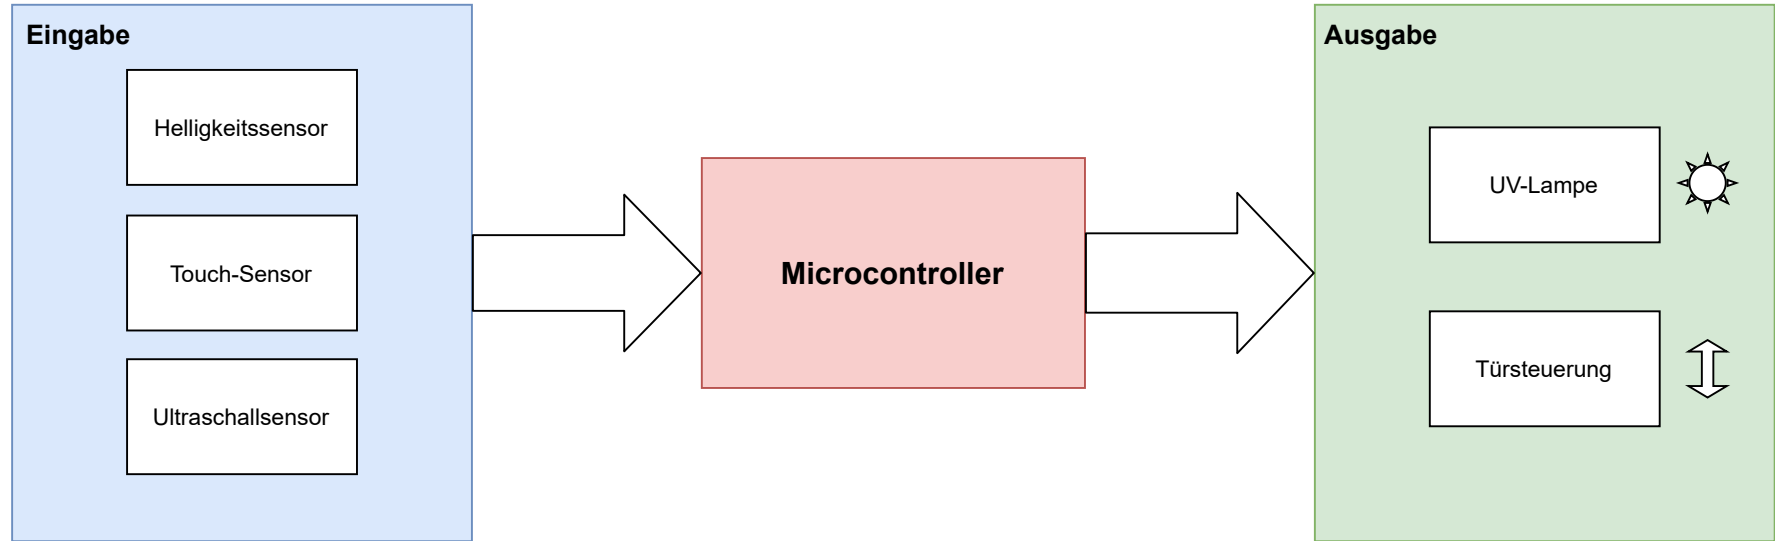 Eingabe
Helligkeitssensor
Touch-Sensor
Ultraschallsensor
Microcontroller
Ausgabe
UV-Lampe
Türsteuerung